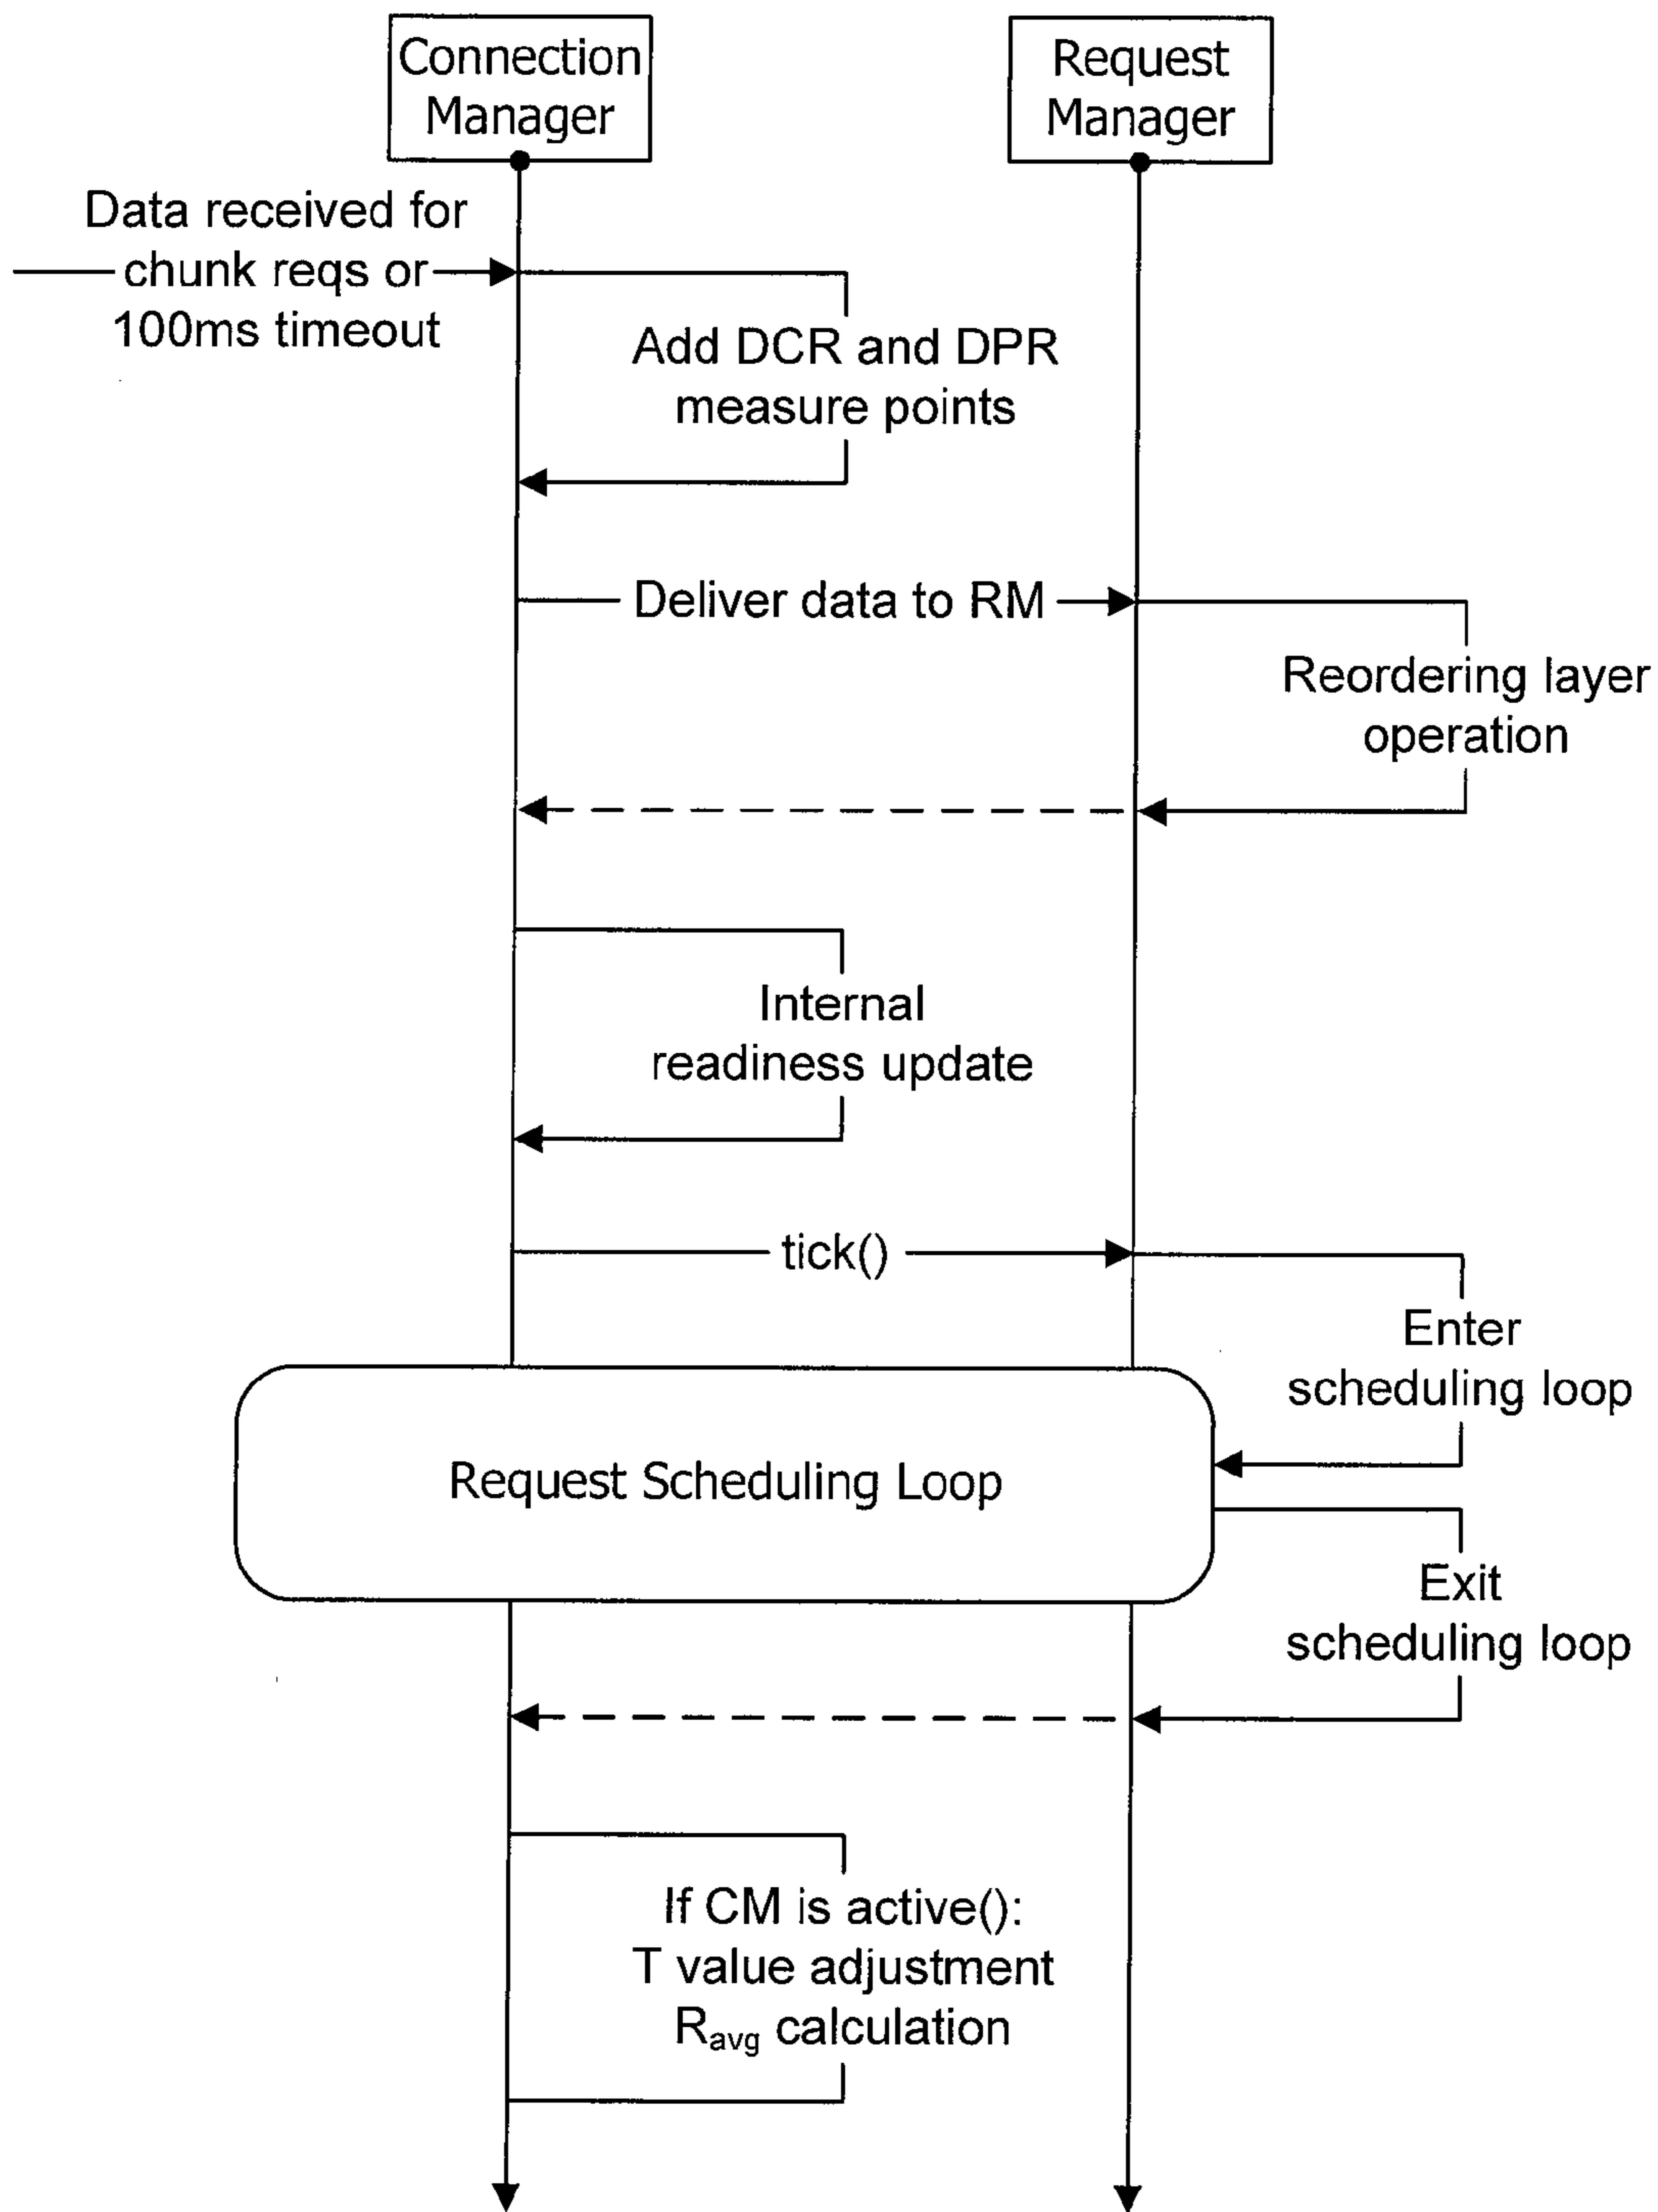 Connection
Manager
Request
Manager
Data received for
chunk reqs or
100ms timeout
Add DCR and DPR
measure points
Deliver data to RM
Reordering layer
operation
Internal
readiness update
tick()
Enter
scheduling loop
Request Scheduling Loop
Exit
scheduling loop
If CM is active():
T value adjustment
R_avg calculation